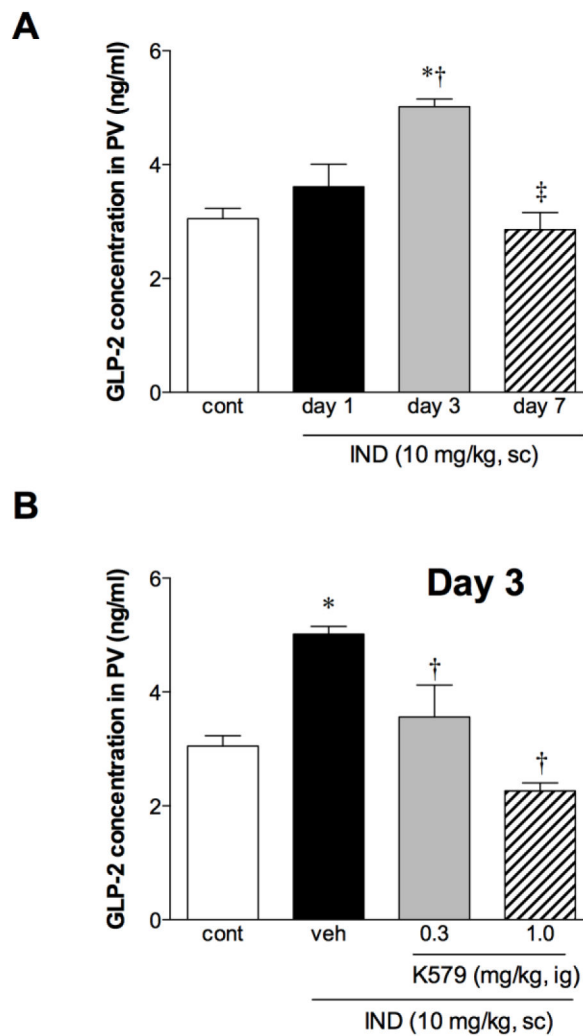 A
GLP-2 concentration in PV (ng/ml)
6
4
2
0
*†
‡
cont day 1 day 3 day 7
IND (10 mg/kg, sc)
B
Day 3
GLP-2 concentration in PV (ng/ml)
6
4
2
0
*
†
†
cont veh 0.3 1.0
K579 (mg/kg, ig)
IND (10 mg/kg, sc)